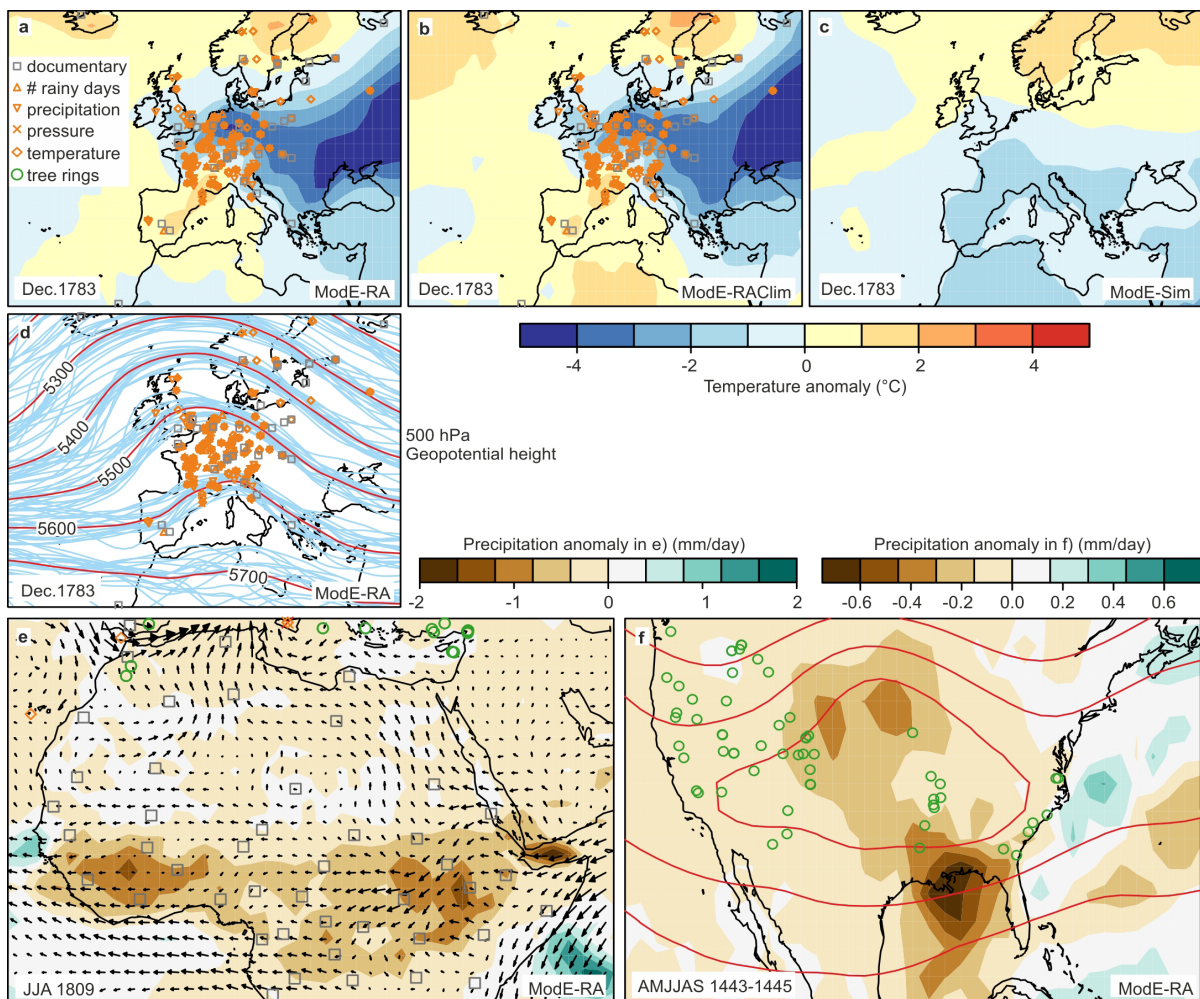 a
documentary
# rainy days
precipitation
pressure
temperature
tree rings
Dec.1783
ModE-RA
b
Dec.1783
ModE-RAClim
c
Dec.1783
ModE-Sim
d
5300
5400
5500
5600
5700
Dec.1783
ModE-RA
-4 -2 0 2 4
Temperature anomaly (°C)
500 hPa
Geopotential height
Precipitation anomaly in e) (mm/day)
-2 -1 0 1 2
Precipitation anomaly in f) (mm/day)
-0.6 -0.4 -0.2 0.0 0.2 0.4 0.6
e
JJA 1809
ModE-RA
f
AMJJAS 1443-1445
ModE-RA